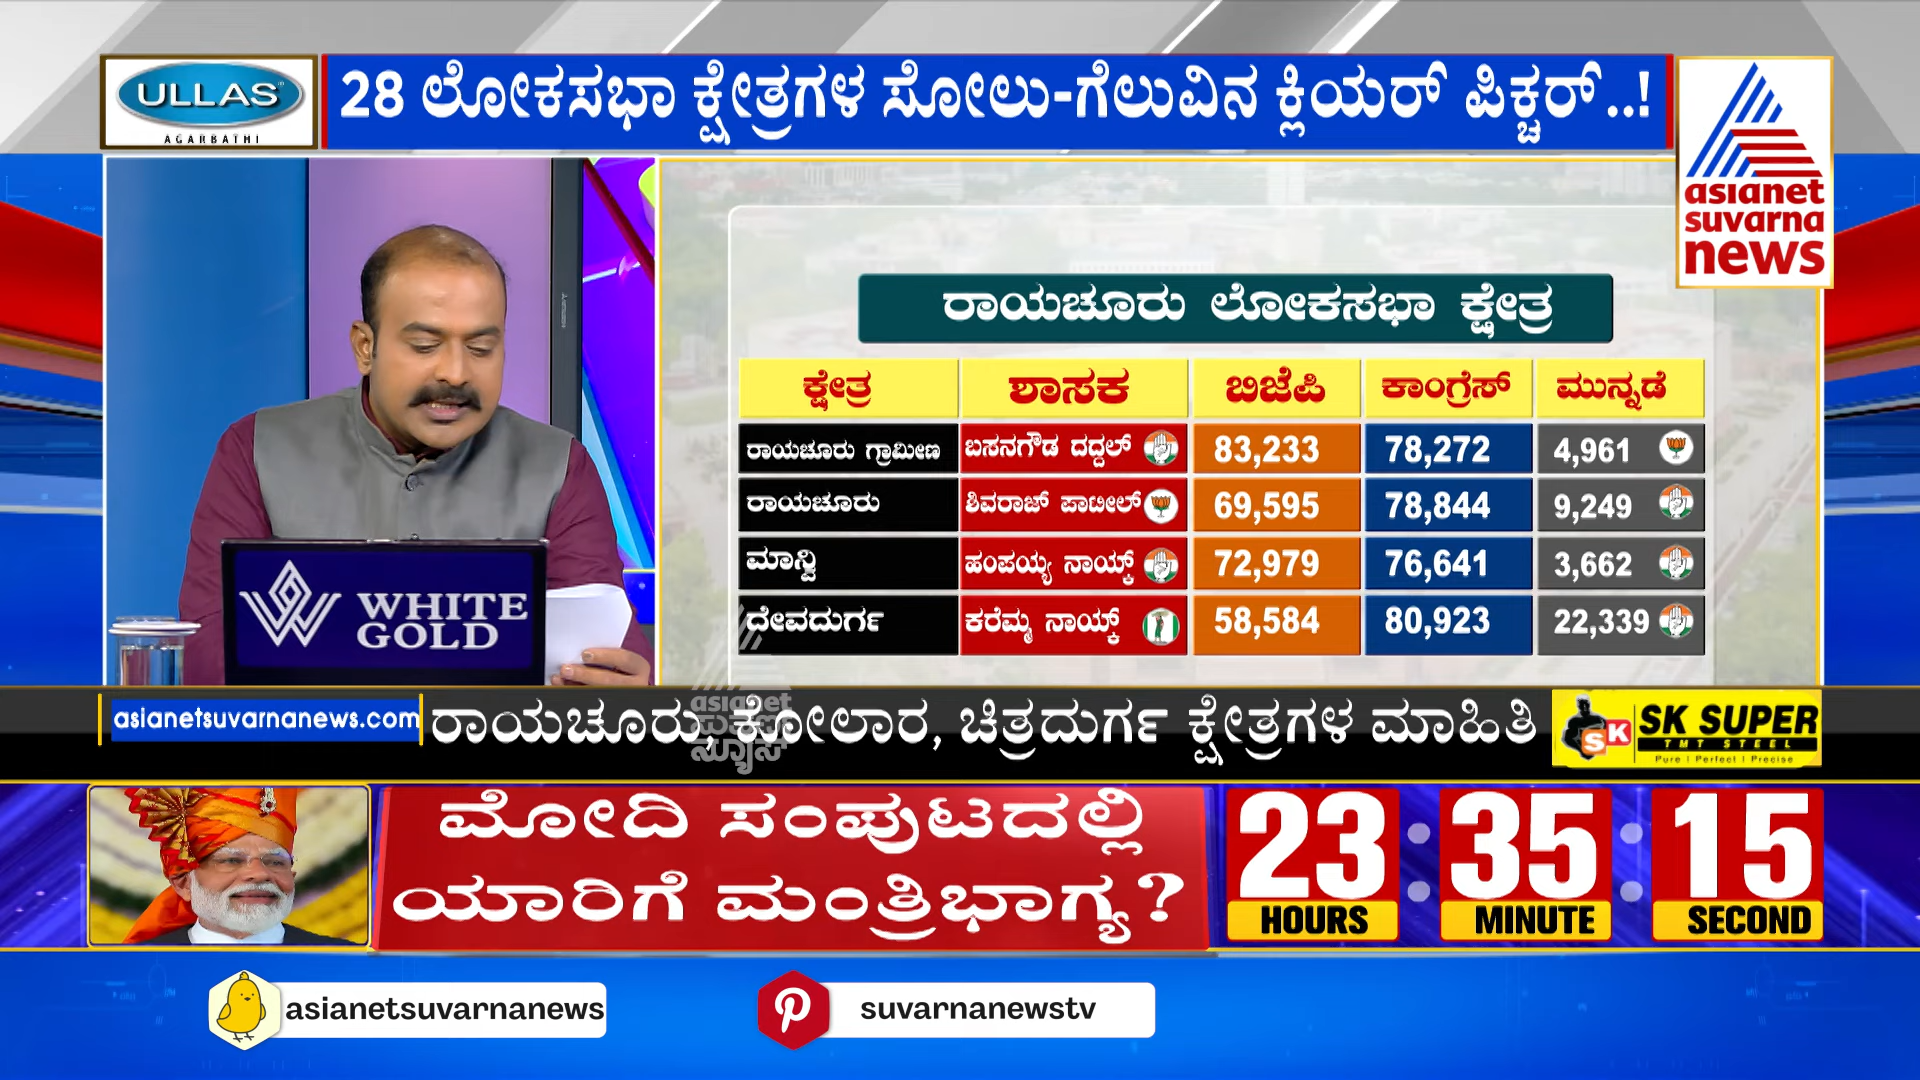 ULLAS
AGARBATHI
28 ಲೋಕಸಭಾ ಕ್ಷೇತ್ರಗಳ ಸೋಲು-ಗೆಲುವಿನ ಕ್ಲಿಯರ್ ಪಿಕ್ಚರ್..!
asianet
suvarna
news
ರಾಯಚೂರು ಲೋಕಸಭಾ ಕ್ಷೇತ್ರ
ಕ್ಷೇತ್ರ ಶಾಸಕ ಬಿಜೆಪಿ ಕಾಂಗ್ರೆಸ್ ಮುನ್ನಡೆ
ರಾಯಚೂರು ಗ್ರಾಮೀಣ ಬಸನಗೌಡ ದದ್ದಲ್ 83,233 78,272 4,961
ರಾಯಚೂರು ಶಿವರಾಜ್ ಪಾಟೀಲ್ 69,595 78,844 9,249
ಮಾನ್ವಿ ಹಂಪಯ್ಯ ನಾಯ್ಕ್ 72,979 76,641 3,662
ದೇವದುರ್ಗ ಕರೆಮ್ಮ ನಾಯ್ಕ್ 58,584 80,923 22,339
WHITE
GOLD
asianet
ಸುವರ್ಣ
ನ್ಯೂಸ್
asianetsuvarnanews.com ರಾಯಚೂರು, ಕೋಲಾರ, ಚಿತ್ರದುರ್ಗ ಕ್ಷೇತ್ರಗಳ ಮಾಹಿತಿ
SK SK SUPER
TMT STEEL
Pure | Perfect | Precise
ಮೋದಿ ಸಂಪುಟದಲ್ಲಿ
ಯಾರಿಗೆ ಮಂತ್ರಿಭಾಗ್ಯ?
23 : 35 : 15
HOURS MINUTE SECOND
asianetsuvarnanews suvarnanewstv